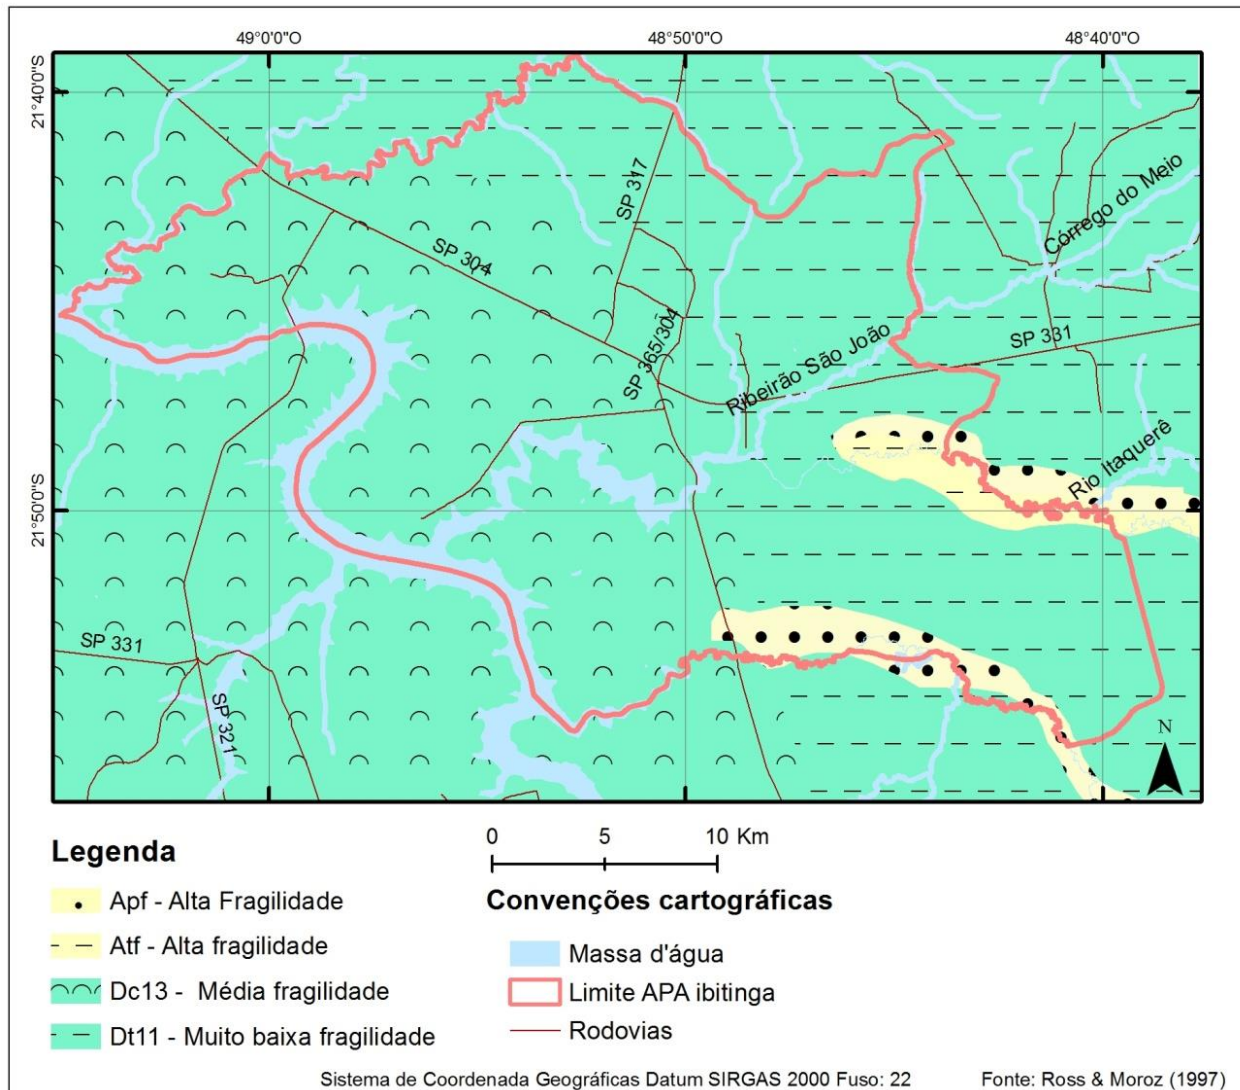 49°0'0"O
48°50'0"O
48°40'0"O
21°40'0"S
21°50'0"S
SP 317
Córrego do Meio
SP 304
SP 365/304
Ribeirão São João
SP 331
Rio Itaquerê
SP 331
SP 321
N
Legenda
0 5 10 Km
Apf - Alta Fragilidade
Atf - Alta fragilidade
Dc13 - Média fragilidade
Dt11 - Muito baixa fragilidade
Convenções cartográficas
Massa d'água
Limite APA ibitinga
Rodovias
Sistema de Coordenada Geográficas Datum SIRGAS 2000 Fuso: 22
Fonte: Ross & Moroz (1997)